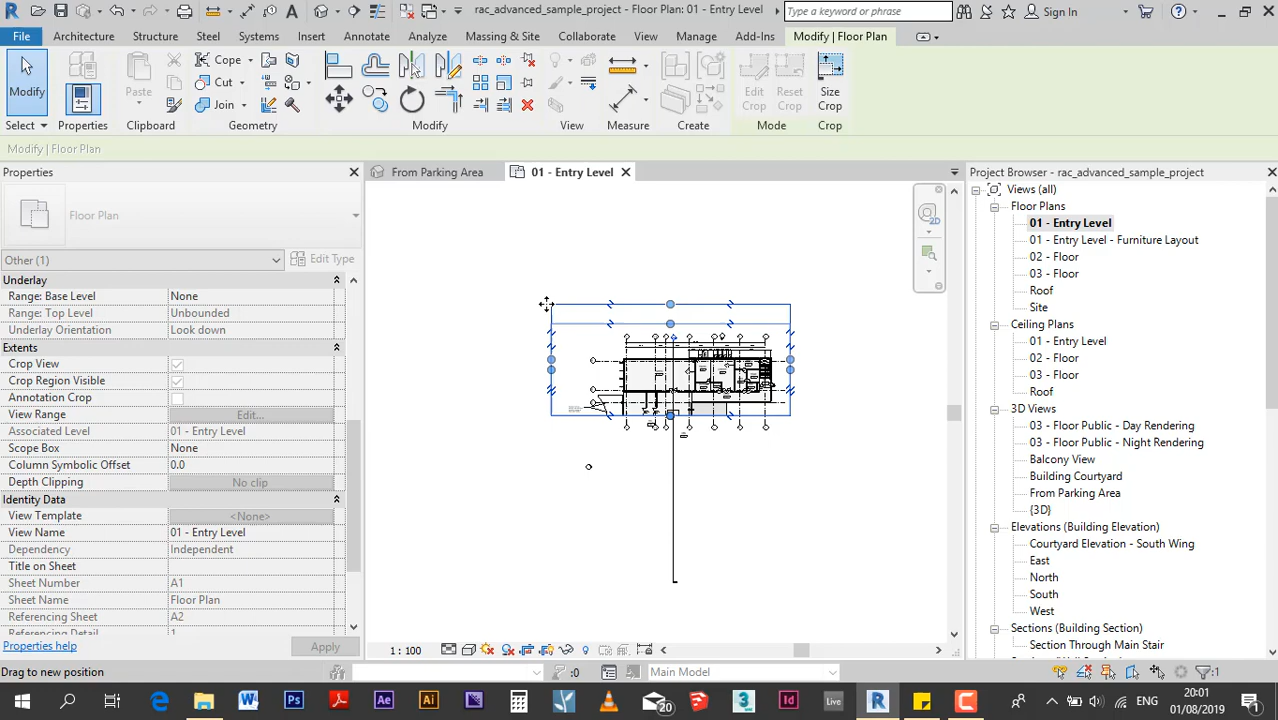 rac_advanced_sample_project - Floor Plan: 01 - Entry Level
Type a keyword or phrase
Sign In
File
Architecture
Structure
Steel
Systems
Insert
Annotate
Analyze
Massing & Site
Collaborate
View
Manage
Add-Ins
Modify | Floor Plan
Modify
Select
Properties
Paste
Cope
Cut
Join
Clipboard
Geometry
Modify
View
Measure
Create
Edit Crop
Reset Crop
Mode
Size Crop
Crop
Modify | Floor Plan
Properties
Floor Plan
Other (1)
Edit Type
Underlay
Range: Base Level None
Range: Top Level Unbounded
Underlay Orientation Look down
Extents
Crop View
Crop Region Visible
Annotation Crop
View Range Edit...
Associated Level 01 - Entry Level
Scope Box None
Column Symbolic Offset 0.0
Depth Clipping No clip
Identity Data
View Template <None>
View Name 01 - Entry Level
Dependency Independent
Title on Sheet
Sheet Number A1
Sheet Name Floor Plan
Referencing Sheet A2
Referencing Detail 1
Properties help
Apply
From Parking Area
01 - Entry Level
2D
1 : 100
Project Browser - rac_advanced_sample_project
Views (all)
Floor Plans
01 - Entry Level
01 - Entry Level - Furniture Layout
02 - Floor
03 - Floor
Roof
Site
Ceiling Plans
01 - Entry Level
02 - Floor
03 - Floor
Roof
3D Views
03 - Floor Public - Day Rendering
03 - Floor Public - Night Rendering
Balcony View
Building Courtyard
From Parking Area
{3D}
Elevations (Building Elevation)
Courtyard Elevation - South Wing
East
North
South
West
Sections (Building Section)
Section Through Main Stair
Drag to new position
:0
Main Model
:1
20
Live
ENG
20:01
01/08/2019